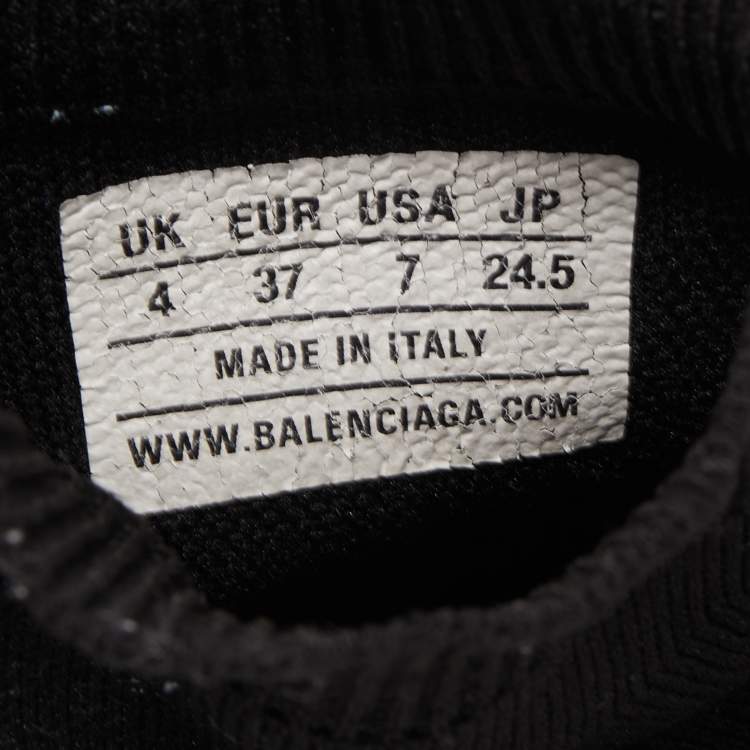 UK EUR USA JP
4 37 7 24.5
MADE IN ITALY
WWW.BALENCIAGA.COM